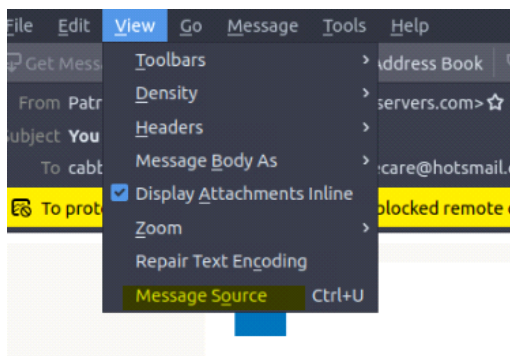 File Edit View Go Message Tools Help
Get Mess Address Book
From Patr servers.com>
Subject You
To cabb ecare@hotsmail.
To prote blocked remote
Toolbars
Density
Headers
Message Body As
Display Attachments Inline
Zoom
Repair Text Encoding
Message Source Ctrl+U